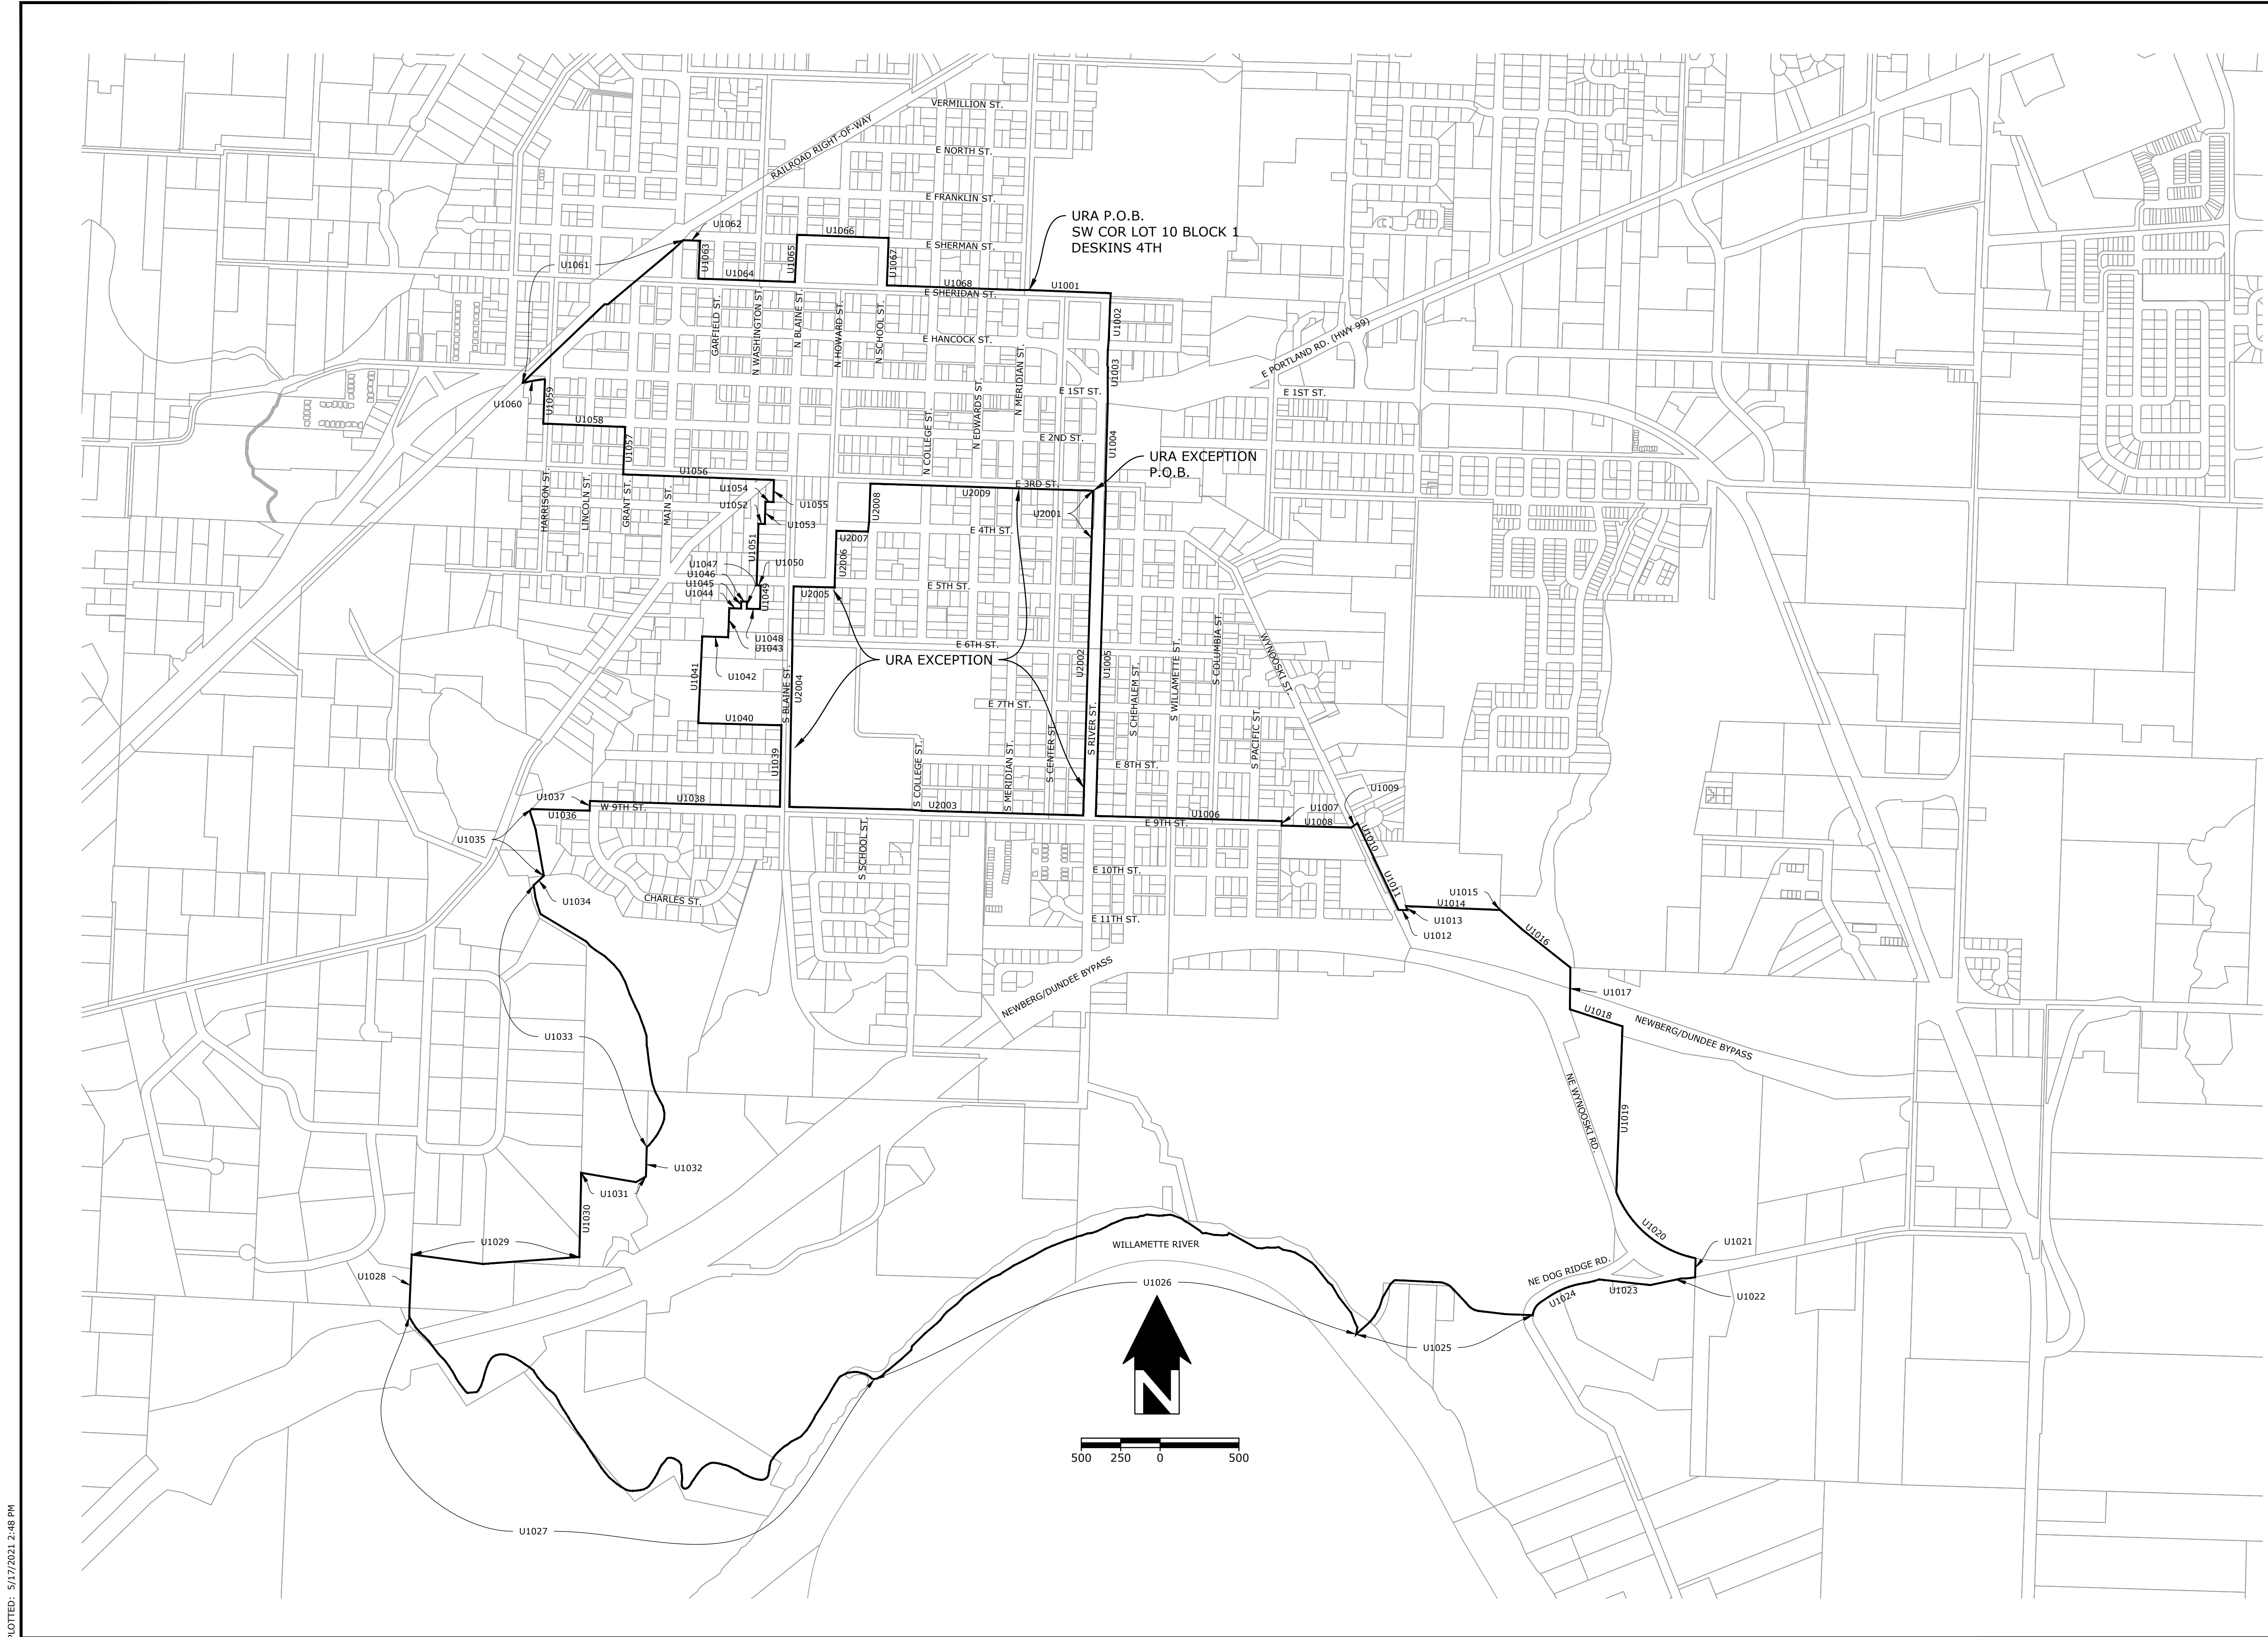 VERMILLION ST.
RAILROAD RIGHT-OF-WAY
E NORTH ST.
E FRANKLIN ST.
URA P.O.B.
SW COR LOT 10 BLOCK 1
DESKINS 4TH
U1062
U1066
U1063
U1065
U1067
E SHERMAN ST.
U1061
U1064
U1068
U1001
E SHERIDAN ST.
U1002
GARFIELD ST.
N WASHINGTON ST.
N BLAINE ST.
N HOWARD ST.
N SCHOOL ST.
E HANCOCK ST.
N MERIDIAN ST.
E PORTLAND RD. (HWY 99)
U1003
E 1ST ST.
E 1ST ST.
U1060
U1059
U1058
U1057
N COLLEGE ST.
N EDWARDS ST.
E 2ND ST.
U1004
URA EXCEPTION
P.O.B.
U1056
U1054
U1055
U1052
U1053
HARRISON ST.
LINCOLN ST.
GRANT ST.
MAIN ST.
U2008
U2009
E 3RD ST.
U2001
E 4TH ST.
U2007
U2006
U1051
U1047
U1046
U1045
U1044
U1050
U1049
U2005
E 5TH ST.
U1048
U1043
E 6TH ST.
URA EXCEPTION
U1041
U1042
S BLAINE ST.
U2004
U2002
U1005
S CHEHALEM ST.
S WILLAMETTE ST.
S COLUMBIA ST.
WYNOOSKI ST.
U1040
E 7TH ST.
S RIVER ST.
U1039
S COLLEGE ST.
S MERIDIAN ST.
S CENTER ST.
S PACIFIC ST.
E 8TH ST.
U1037
U1038
W 9TH ST.
U1036
U2003
U1006
U1007
U1009
E 9TH ST.
U1008
U1010
U1035
S SCHOOL ST.
E 10TH ST.
U1011
U1034
CHARLES ST.
E 11TH ST.
U1015
U1014
U1013
U1012
U1016
NEWBERG/DUNDEE BYPASS
U1017
U1018
NEWBERG/DUNDEE BYPASS
U1033
NE WYNOOSKI RD.
U1019
U1032
U1031
U1030
U1020
U1029
WILLAMETTE RIVER
U1021
U1028
U1026
NE DOG RIDGE RD.
U1023
U1024
U1022
U1025
N
500 250 0 500
U1027
PLOTTED: 5/17/2021 2:48 PM